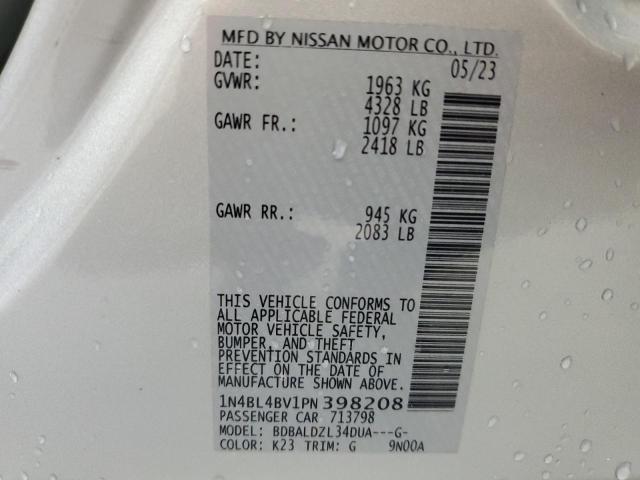 MFD BY NISSAN MOTOR CO., LTD.
DATE: 05/23
GVWR: 1963 KG
4328 LB
GAWR FR.: 1097 KG
2418 LB
GAWR RR.: 945 KG
2083 LB
THIS VEHICLE CONFORMS TO
ALL APPLICABLE FEDERAL
MOTOR VEHICLE SAFETY,
BUMPER, AND THEFT
PREVENTION STANDARDS IN
EFFECT ON THE DATE OF
MANUFACTURE SHOWN ABOVE.
1N4BL4BV1PN398208
PASSENGER CAR 713798
MODEL: BDBALDZL34DUA---G-
COLOR: K23 TRIM: G 9N00A